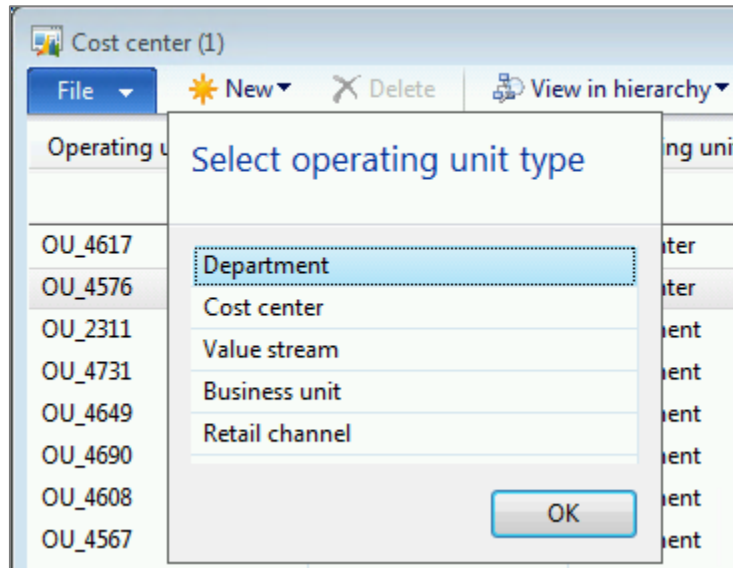 Cost center (1)
File New Delete View in hierarchy
Operating u ing uni
Select operating unit type
OU_4617 nter
Department
OU_4576 nter
Cost center
OU_2311 ent
Value stream
OU_4731 ent
Business unit
OU_4649 ent
Retail channel
OU_4690 ent
OU_4608 ent
OK
OU_4567 ent